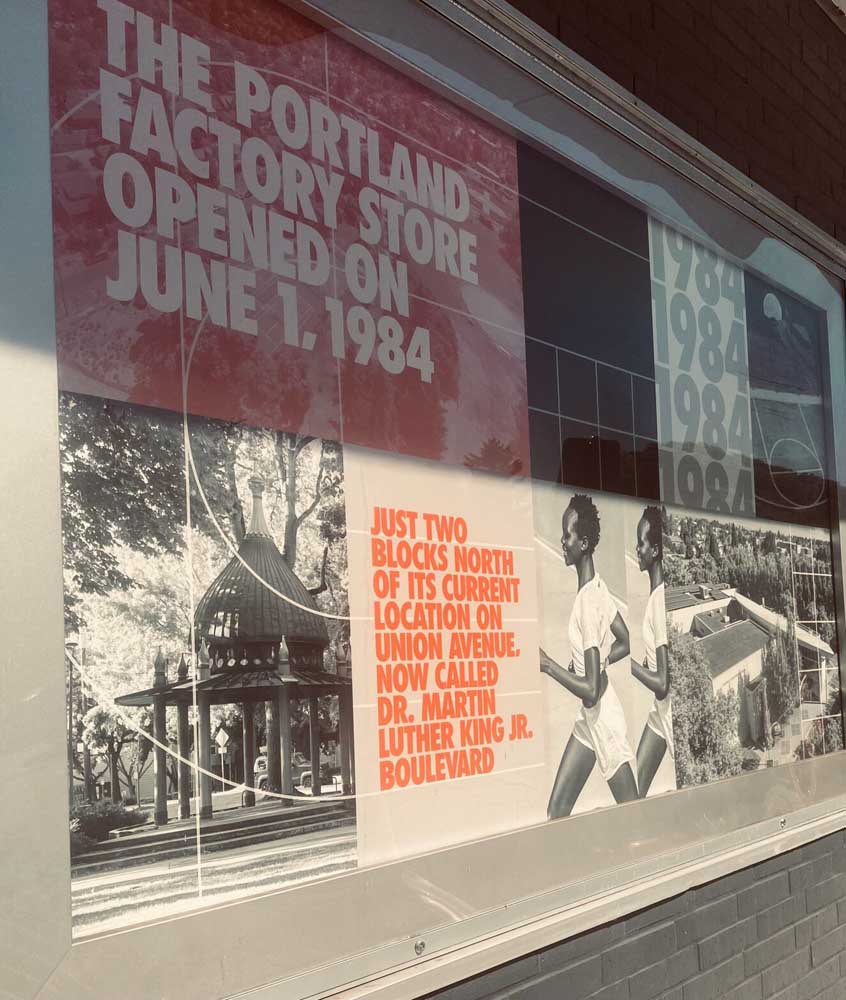 THE PORTLAND
FACTORY STORE
OPENED ON
JUNE 1, 1984
1984
1984
1984
1984
JUST TWO
BLOCKS NORTH
OF ITS CURRENT
LOCATION ON
UNION AVENUE.
NOW CALLED
DR. MARTIN
LUTHER KING JR.
BOULEVARD